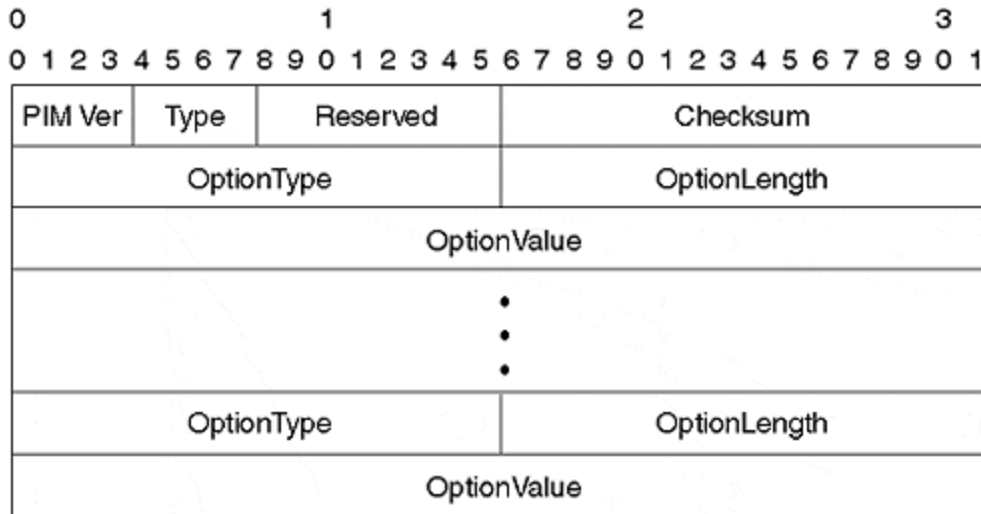 0 1 2 3
0 1 2 3 4 5 6 7 8 9 0 1 2 3 4 5 6 7 8 9 0 1 2 3 4 5 6 7 8 9 0 1
PIM Ver Type Reserved Checksum
OptionType OptionLength
OptionValue
OptionType OptionLength
OptionValue